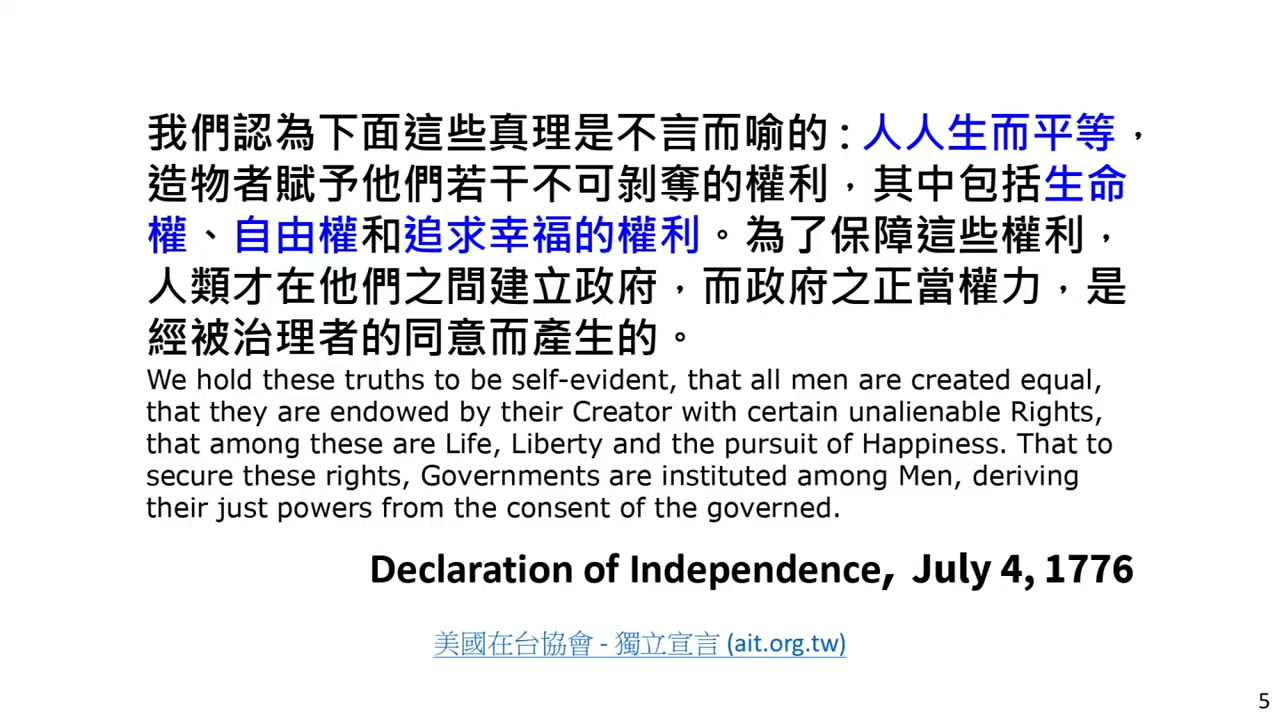 我們認為下面這些真理是不言而喻的：人人生而平等，
造物者賦予他們若干不可剝奪的權利，其中包括生命
權、自由權和追求幸福的權利。為了保障這些權利，
人類才在他們之間建立政府，而政府之正當權力，是
經被治理者的同意而產生的。
We hold these truths to be self-evident, that all men are created equal,
that they are endowed by their Creator with certain unalienable Rights,
that among these are Life, Liberty and the pursuit of Happiness. That to
secure these rights, Governments are instituted among Men, deriving
their just powers from the consent of the governed.
Declaration of Independence, July 4, 1776
美國在台協會 - 獨立宣言 (ait.org.tw)
5